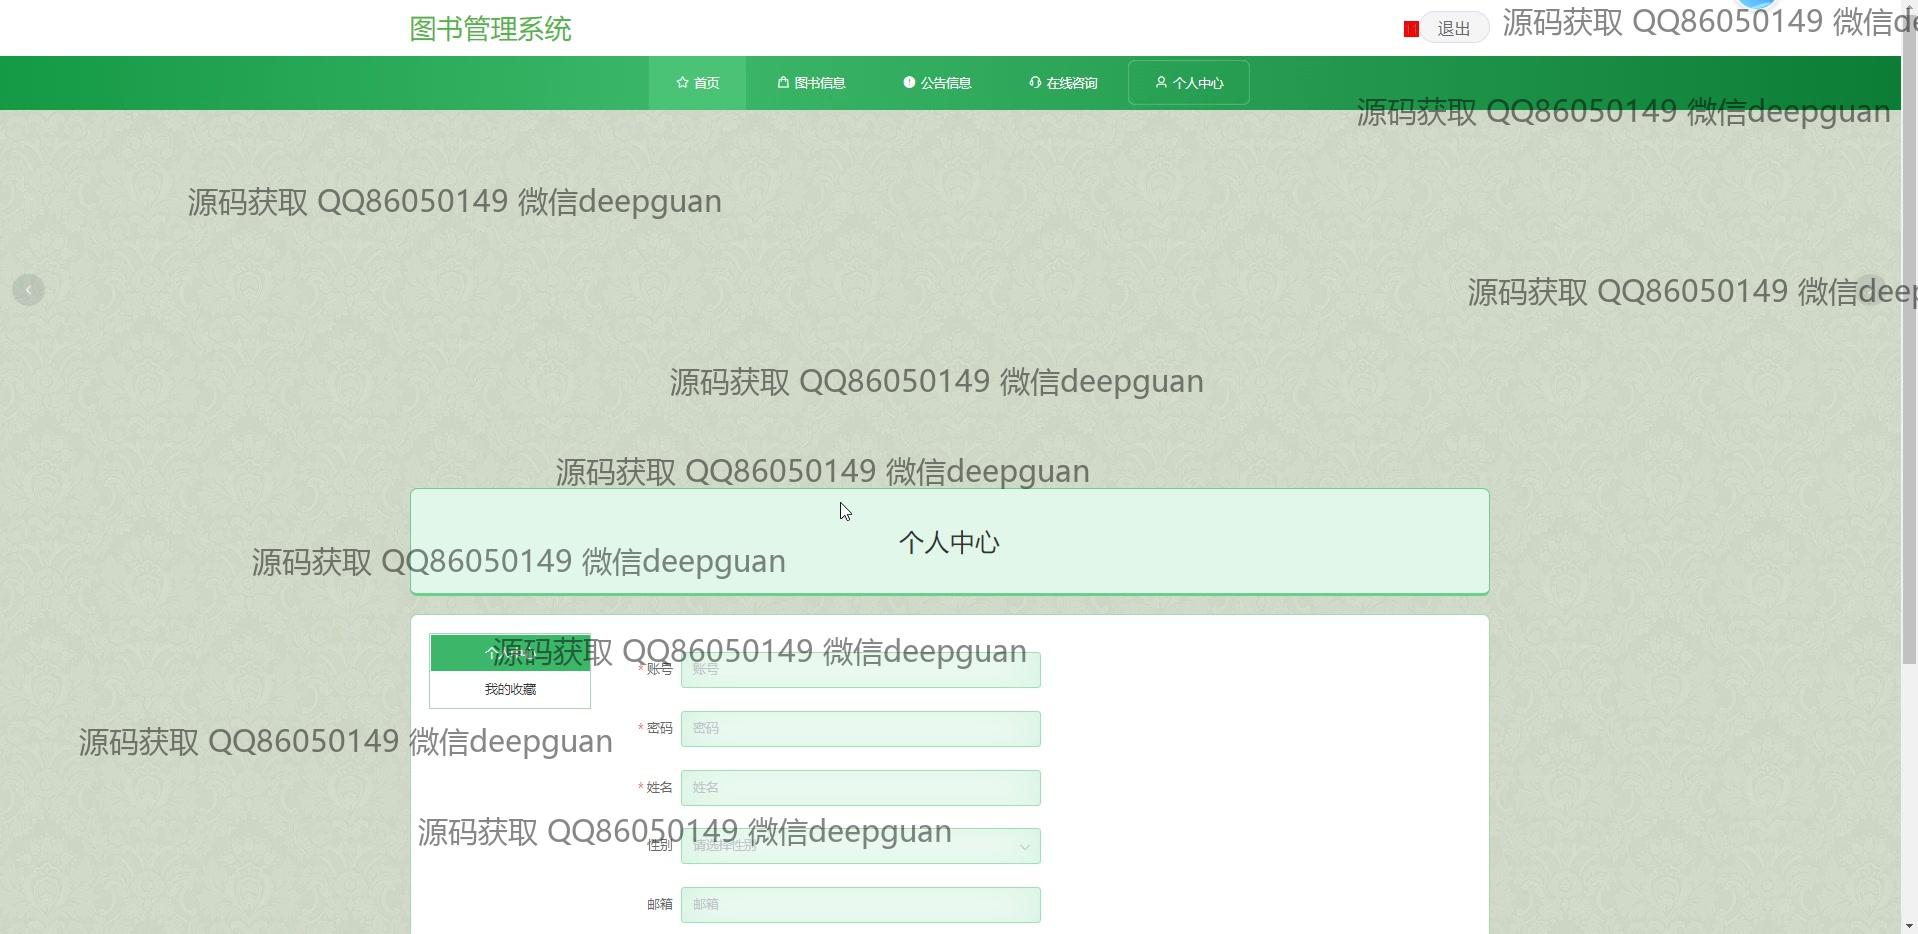 图书管理系统
退出
源码获取 QQ86050149 微信de
首页
图书信息
公告信息
在线咨询
个人中心
源码获取 QQ86050149 微信deepguan
源码获取 QQ86050149 微信deepguan
源码获取 QQ86050149 微信deep
源码获取 QQ86050149 微信deepguan
源码获取 QQ86050149 微信deepguan
个人中心
源码获取 QQ86050149 微信deepguan
个人中心
源码获取 QQ86050149 微信deepguan
* 账号 账号
我的收藏
* 密码 密码
源码获取 QQ86050149 微信deepguan
* 姓名 姓名
源码获取 QQ86050149 微信deepguan
性别 请选择性别
邮箱 邮箱